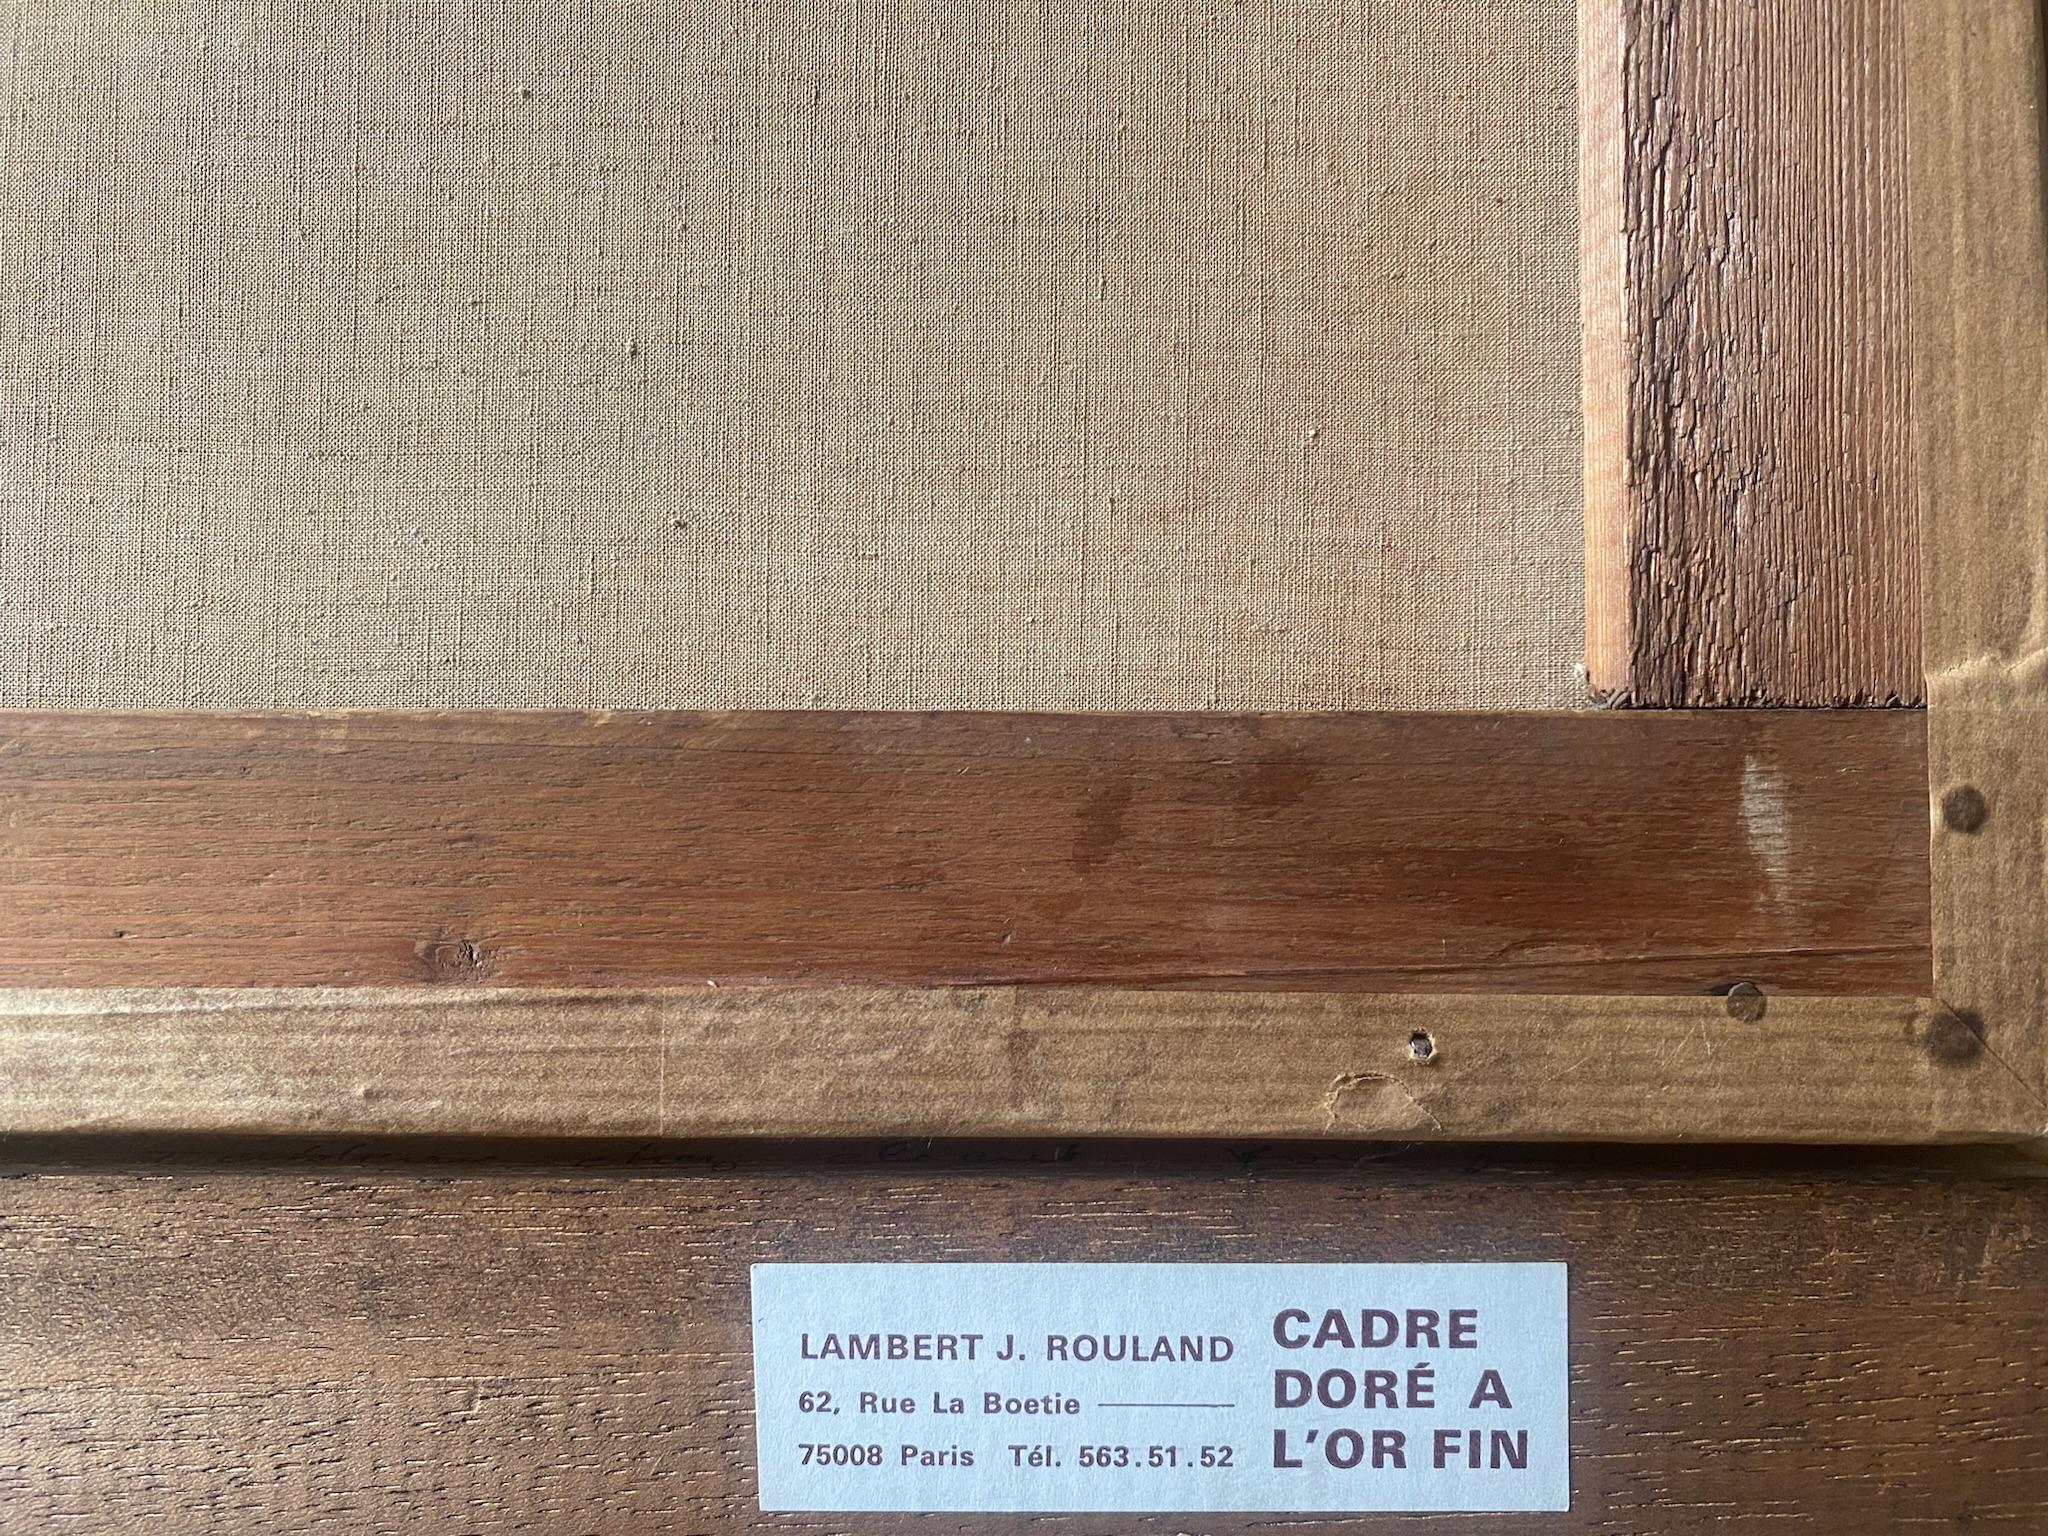 LAMBERT J. ROULAND
62, Rue La Boetie
75008 Paris Tél. 563.51.52
CADRE
DORÉ A
L'OR FIN